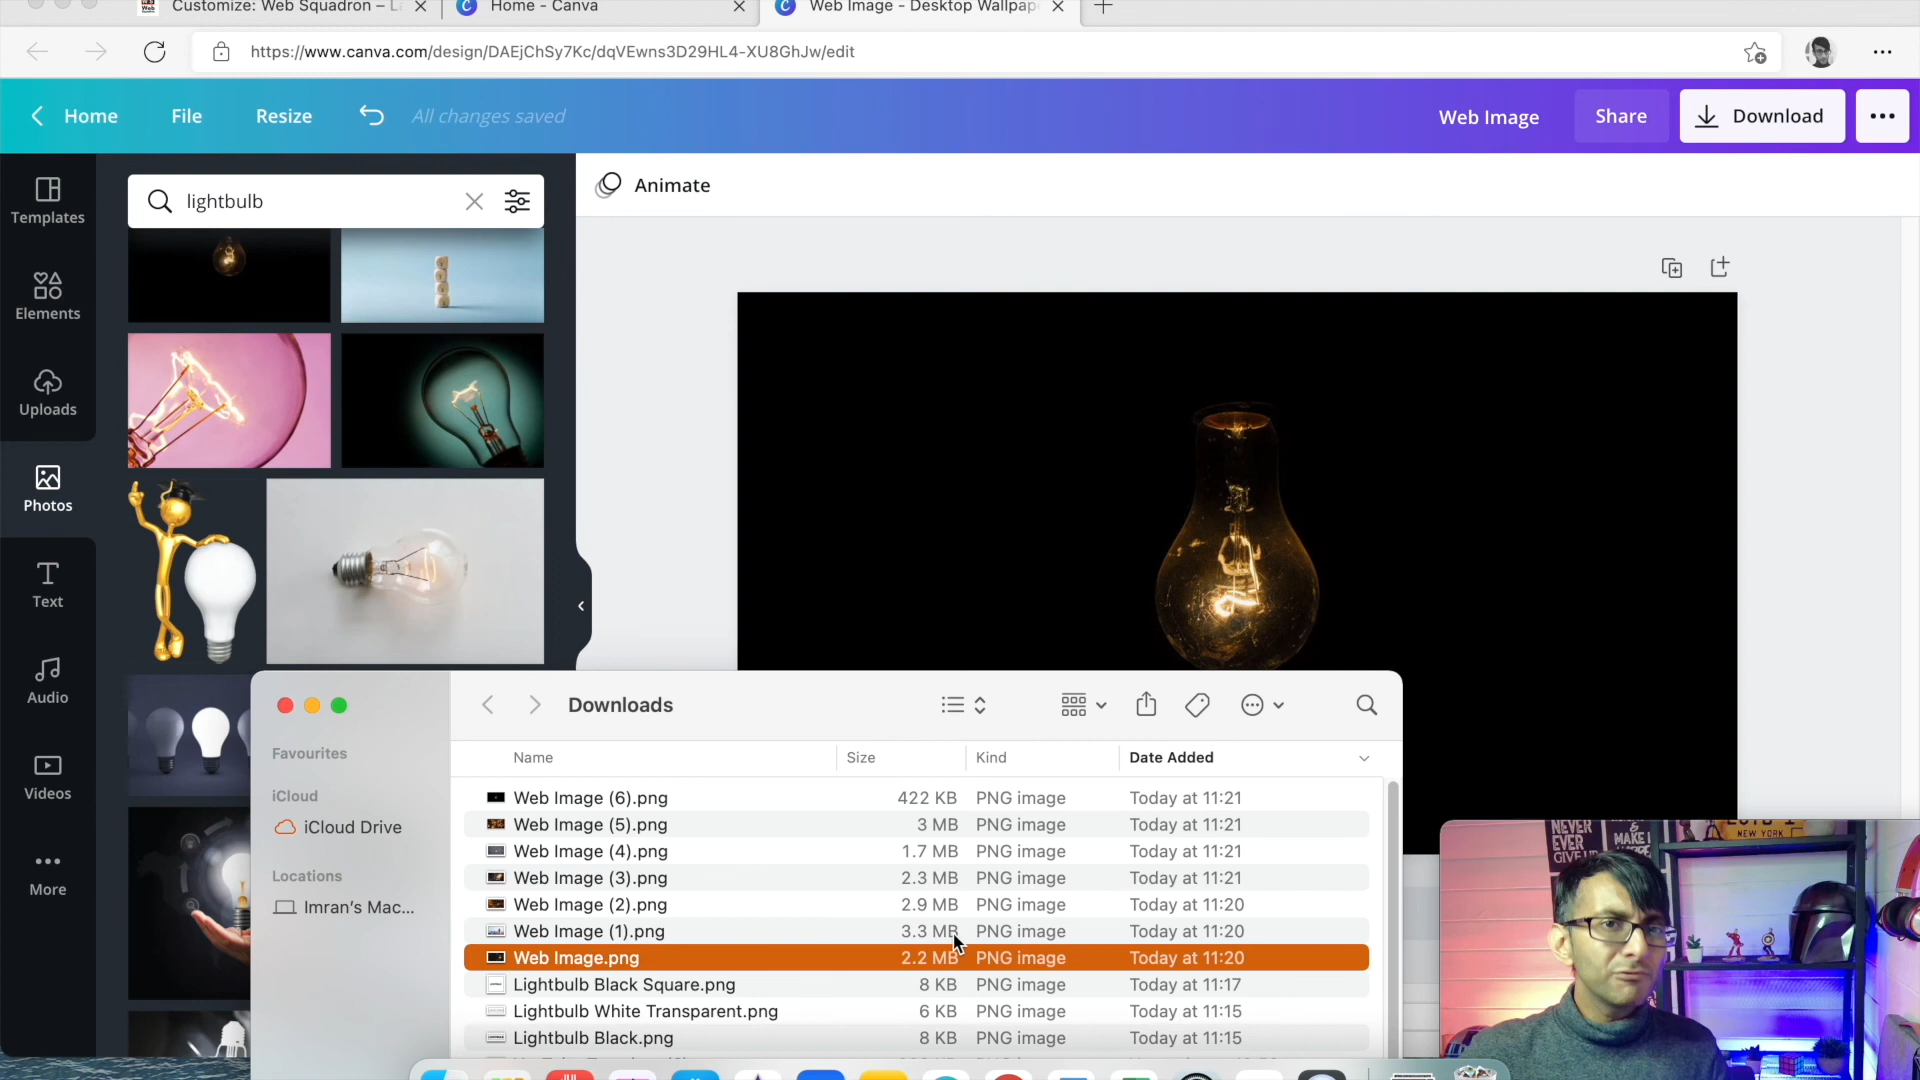 Customize: Web Squadron –
Home - Canva
Web Image - Desktop Wallpap
https://www.canva.com/design/DAEjChSy7Kc/dqVEwns3D29HL4-XU8GhJw/edit
Home
File
Resize
All changes saved
Web Image
Share
Download
Templates
Elements
Uploads
Photos
Text
Audio
Videos
More
lightbulb
Animate
Downloads
Favourites
iCloud
iCloud Drive
Locations
Imran's Mac...
Name Size Kind Date Added
Web Image (6).png 422 KB PNG image Today at 11:21
Web Image (5).png 3 MB PNG image Today at 11:21
Web Image (4).png 1.7 MB PNG image Today at 11:21
Web Image (3).png 2.3 MB PNG image Today at 11:21
Web Image (2).png 2.9 MB PNG image Today at 11:20
Web Image (1).png 3.3 MB PNG image Today at 11:20
Web Image.png 2.2 MB PNG image Today at 11:20
Lightbulb Black Square.png 8 KB PNG image Today at 11:17
Lightbulb White Transparent.png 6 KB PNG image Today at 11:15
Lightbulb Black.png 8 KB PNG image Today at 11:15
NEVER
EVER
GIVE UP
MAKE I
NEW YORK